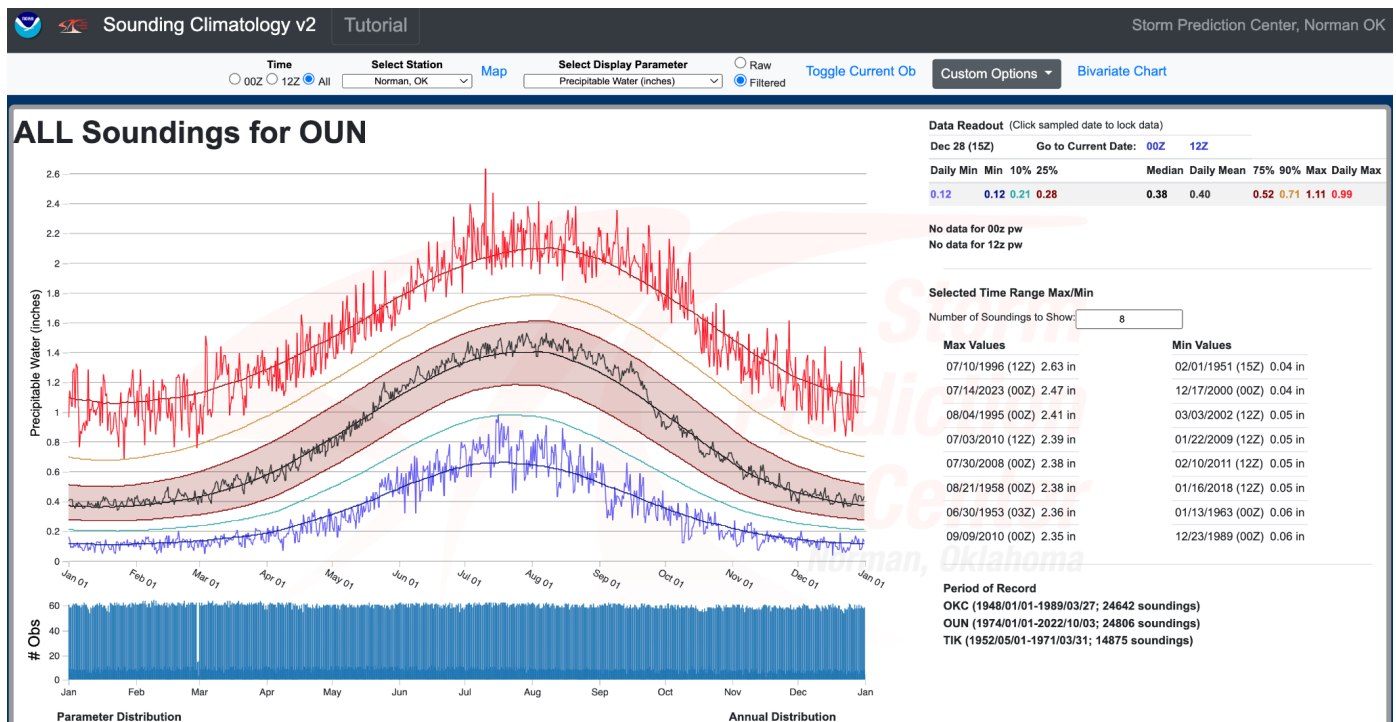 Sounding Climatology v2 Tutorial Storm Prediction Center, Norman OK
Time Select Station Select Display Parameter
00Z 12Z All Norman, OK Map Precipitable Water (inches) Raw Filtered Toggle Current Ob Custom Options Bivariate Chart
ALL Soundings for OUN
Precipitable Water (inches)
2.6
2.4
2.2
2
1.8
1.6
1.4
1.2
1
0.8
0.6
0.4
0.2
0
Jan 01 Feb 01 Mar 01 Apr 01 May 01 Jun 01 Jul 01 Aug 01 Sep 01 Oct 01 Nov 01 Dec 01 Jan 01
# Obs
60
40
20
0
Jan Feb Mar Apr May Jun Jul Aug Sep Oct Nov Dec Jan
Parameter Distribution Annual Distribution
Data Readout (Click sampled date to lock data)
Dec 28 (15Z) Go to Current Date: 00Z 12Z
Daily Min Min 10% 25% Median Daily Mean 75% 90% Max Daily Max
0.12 0.12 0.21 0.28 0.38 0.40 0.52 0.71 1.11 0.99
No data for 00z pw
No data for 12z pw
Selected Time Range Max/Min
Number of Soundings to Show: 8
Max Values Min Values
07/10/1996 (12Z) 2.63 in 02/01/1951 (15Z) 0.04 in
07/14/2023 (00Z) 2.47 in 12/17/2000 (00Z) 0.04 in
08/04/1995 (00Z) 2.41 in 03/03/2002 (12Z) 0.05 in
07/03/2010 (12Z) 2.39 in 01/22/2009 (12Z) 0.05 in
07/30/2008 (00Z) 2.38 in 02/10/2011 (12Z) 0.05 in
08/21/1958 (00Z) 2.38 in 01/16/2018 (12Z) 0.05 in
06/30/1953 (03Z) 2.36 in 01/13/1963 (00Z) 0.06 in
09/09/2010 (00Z) 2.35 in 12/23/1989 (00Z) 0.06 in
Period of Record
OKC (1948/01/01-1989/03/27; 24642 soundings)
OUN (1974/01/01-2022/10/03; 24806 soundings)
TIK (1952/05/01-1971/03/31; 14875 soundings)
Storm
Prediction
Center
Norman, Oklahoma